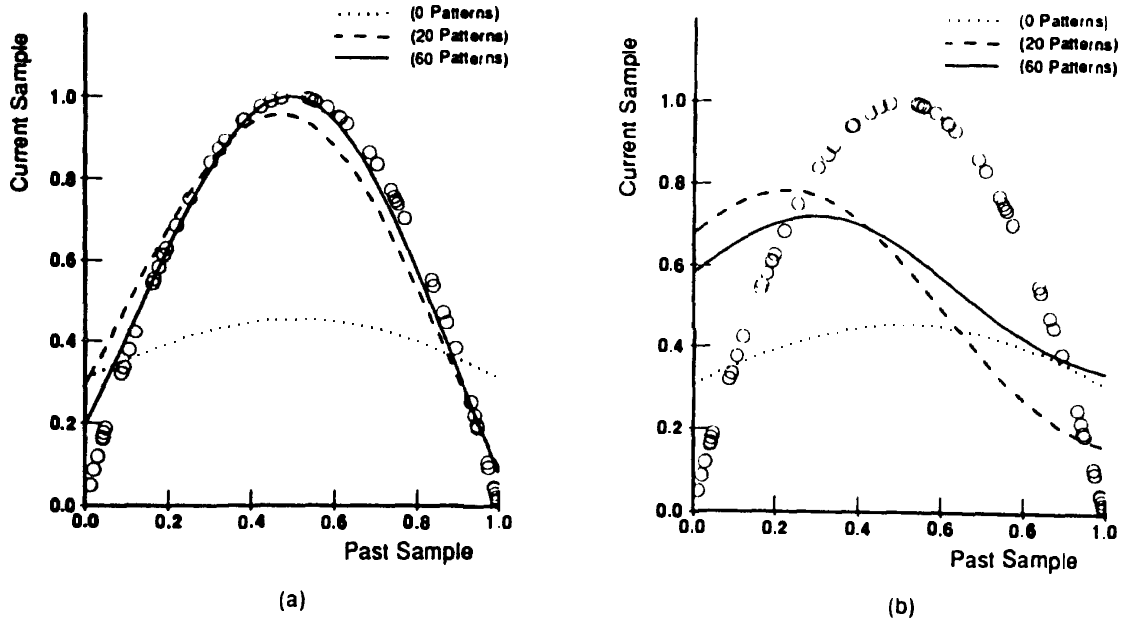 (0 Patterns)
(20 Patterns)
(60 Patterns)
Current Sample
1.0
0.8
0.6
0.4
0.2
0.0
0.0 0.2 0.4 0.6 0.8 1.0
Past Sample
(a)
(0 Patterns)
(20 Patterns)
(60 Patterns)
Current Sample
1.0
0.8
0.6
0.4
0.2
0.0
0.0 0.2 0.4 0.6 0.8 1.0
Past Sample
(b)